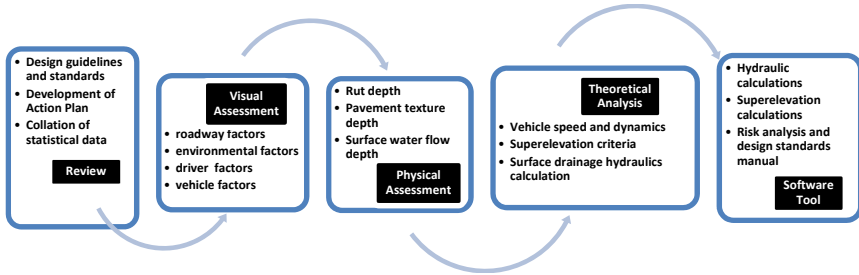 • Design guidelines
and standards
• Development of
Action Plan
• Collation of
statistical data
Review
Visual
Assessment
• roadway factors
• environmental factors
• driver factors
• vehicle factors
• Rut depth
• Pavement texture
depth
• Surface water flow
depth
Physical
Assessment
Theoretical
Analysis
• Vehicle speed and dynamics
• Superelevation criteria
• Surface drainage hydraulics
calculation
• Hydraulic
calculations
• Superelevation
calculations
• Risk analysis and
design standards
manual
Software
Tool